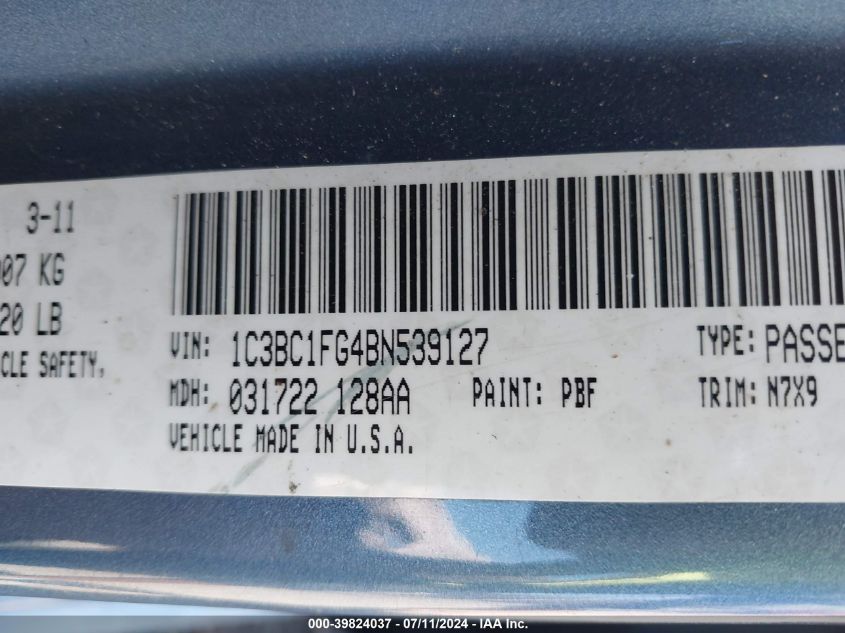 3-11
07 KG
20 LB
CLE SAFETY,
VIN: 1C3BC1FG4BN539127
TYPE: PASSE
MDH: 031722 128AA PAINT: PBF TRIM: N7X9
VEHICLE MADE IN U.S.A.
000-39824037 - 07/11/2024 - IAA Inc.